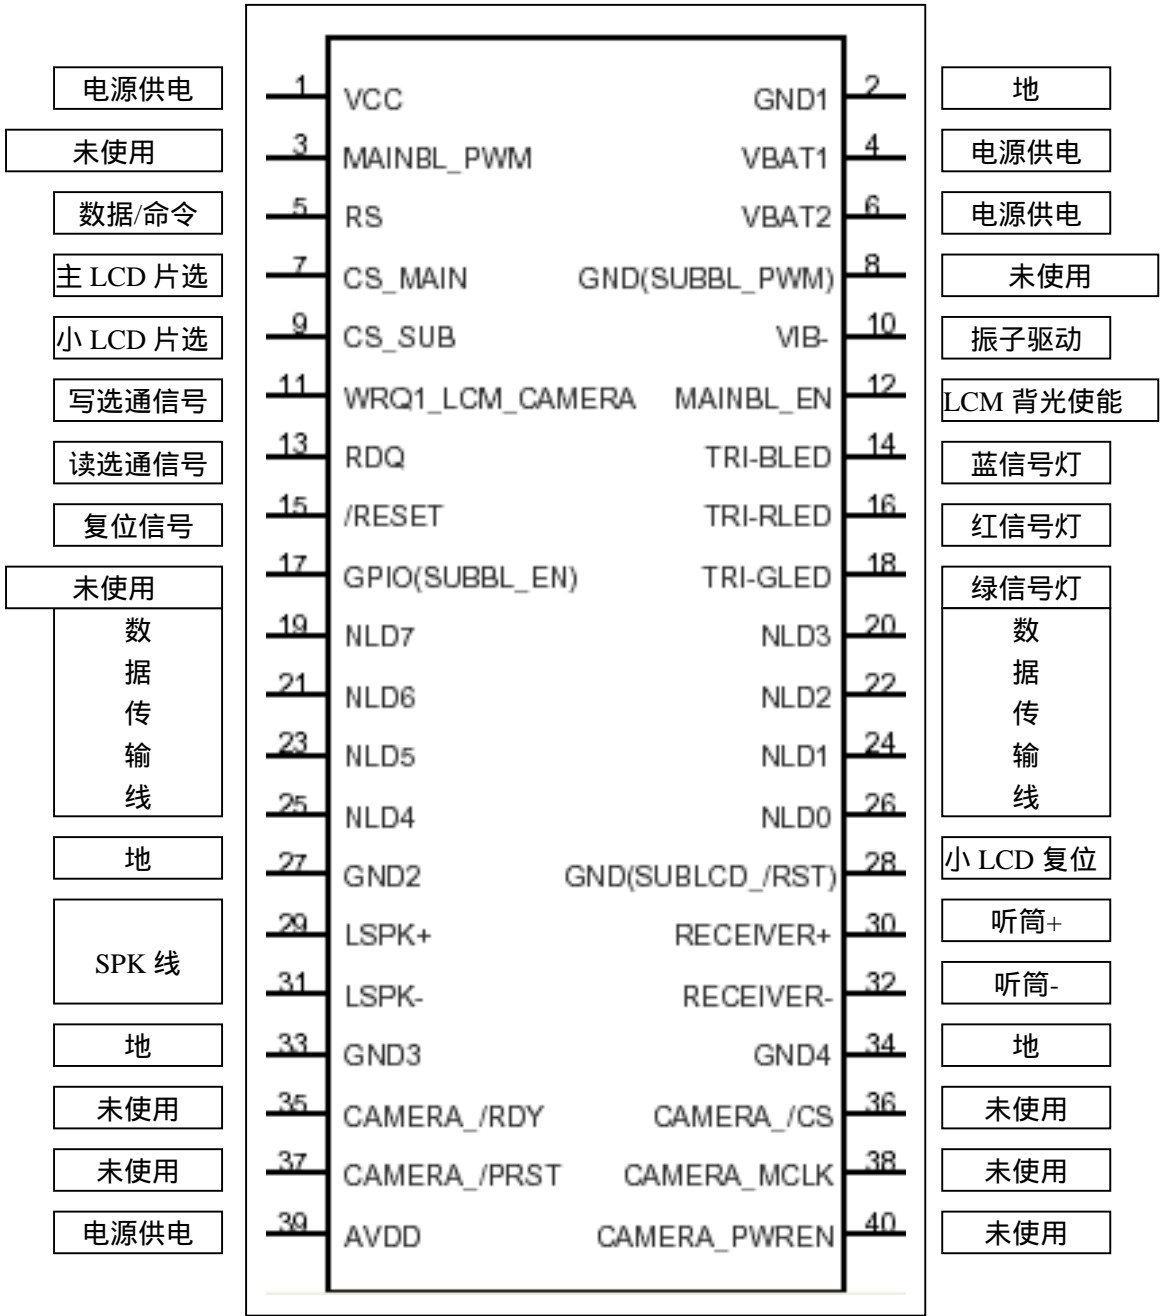 电源供电 1 VCC GND1 2 地
未使用 3 MAINBL_PWM VBAT1 4 电源供电
数据/命令 5 RS VBAT2 6 电源供电
主 LCD 片选 7 CS_MAIN GND(SUBBL_PWM) 8 未使用
小 LCD 片选 9 CS_SUB VIB- 10 振子驱动
写选通信号 11 WRQ1_LCM_CAMERA MAINBL_EN 12 LCM 背光使能
读选通信号 13 RDQ TRI-BLED 14 蓝信号灯
复位信号 15 /RESET TRI-RLED 16 红信号灯
未使用 17 GPIO(SUBBL_EN) TRI-GLED 18 绿信号灯
数 19 NLD7 NLD3 20 数
据 21 NLD6 NLD2 22 据
传 传
输 23 NLD5 NLD1 24 输
线 25 NLD4 NLD0 26 线
地 27 GND2 GND(SUBLCD_/RST) 28 小 LCD 复位
29 LSPK+ RECEIVER+ 30 听筒+
SPK 线
31 LSPK- RECEIVER- 32 听筒-
地 33 GND3 GND4 34 地
未使用 35 CAMERA_/RDY CAMERA_/CS 36 未使用
未使用 37 CAMERA_/PRST CAMERA_MCLK 38 未使用
电源供电 39 AVDD CAMERA_PWREN 40 未使用